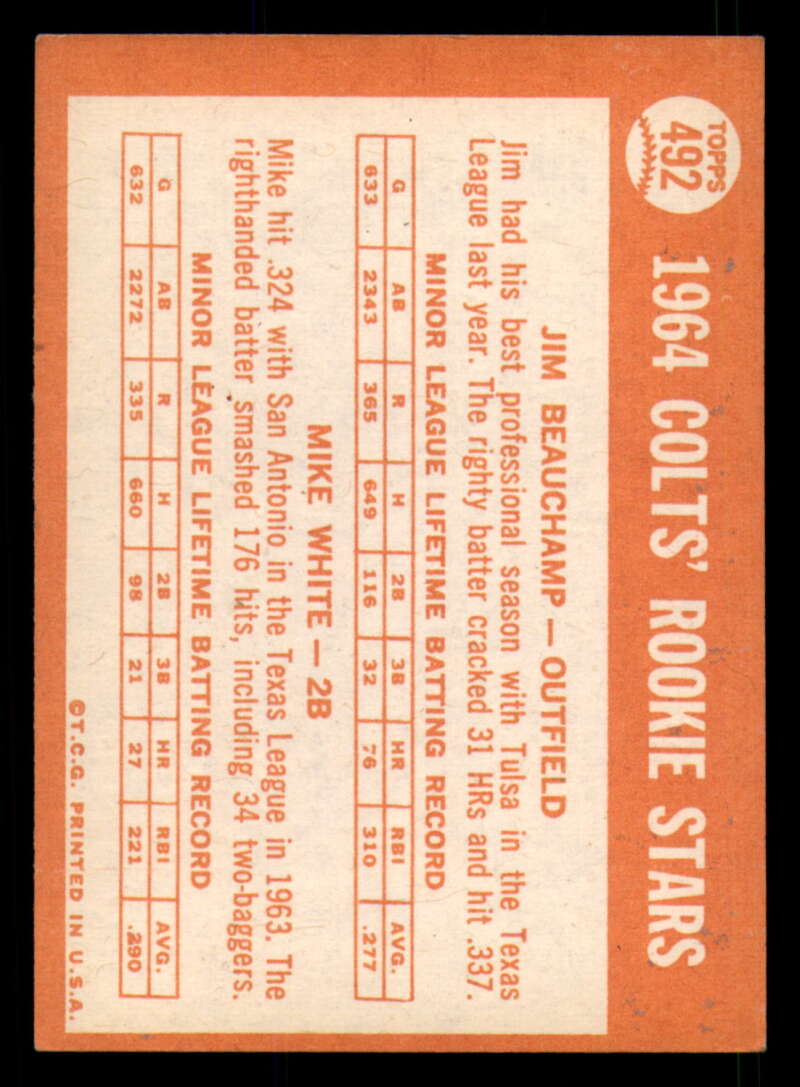 TOPPS
492
1964 COLTS' ROOKIE STARS
JIM BEAUCHAMP — OUTFIELD
Jim had his best professional season with Tulsa in the Texas
League last year. The righty batter cracked 31 HRs and hit .337.
MINOR LEAGUE LIFETIME BATTING RECORD
G AB R H 2B 3B HR RBI AVG.
633 2343 365 649 116 32 76 310 .277
MIKE WHITE — 2B
Mike hit .324 with San Antonio in the Texas League in 1963. The
righthanded batter smashed 176 hits, including 34 two-baggers.
MINOR LEAGUE LIFETIME BATTING RECORD
G AB R H 2B 3B HR RBI AVG.
632 2272 335 660 98 21 27 221 .290
©T.C.G. PRINTED IN U.S.A.